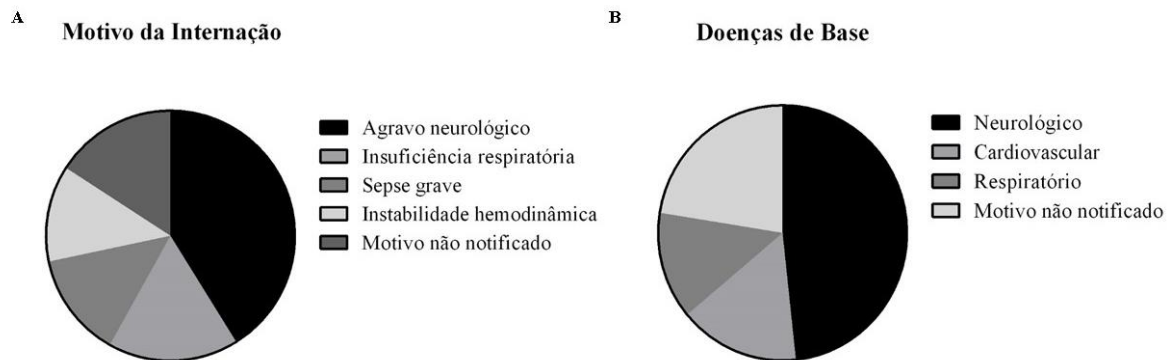 A
Motivo da Internação
Agravo neurológico
Insuficiência respiratória
Sepse grave
Instabilidade hemodinâmica
Motivo não notificado
B
Doenças de Base
Neurológico
Cardiovascular
Respiratório
Motivo não notificado